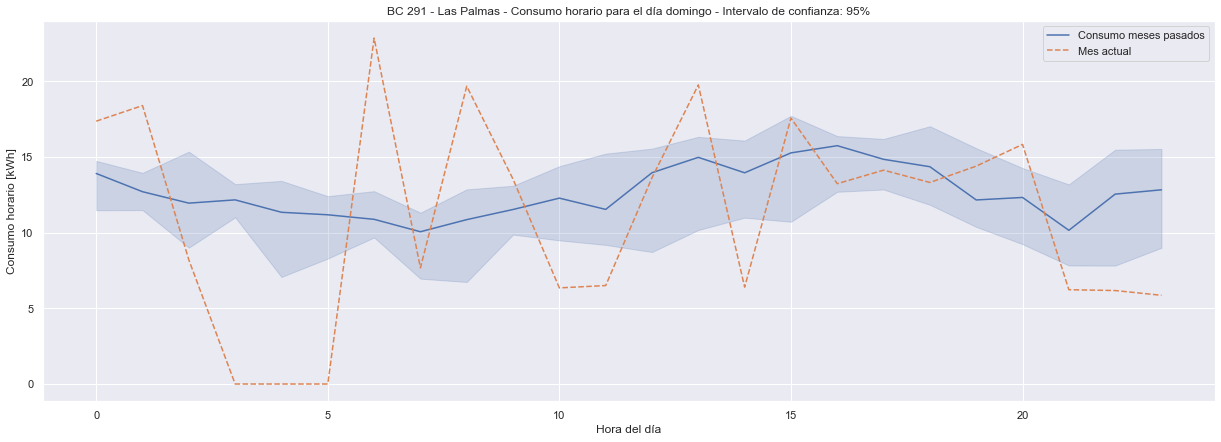 BC 291 - Las Palmas - Consumo horario para el día domingo - Intervalo de confianza: 95%
Consumo meses pasados
Mes actual
Consumo horario [kWh]
20
15
10
5
0
0
5
10
15
20
Hora del día